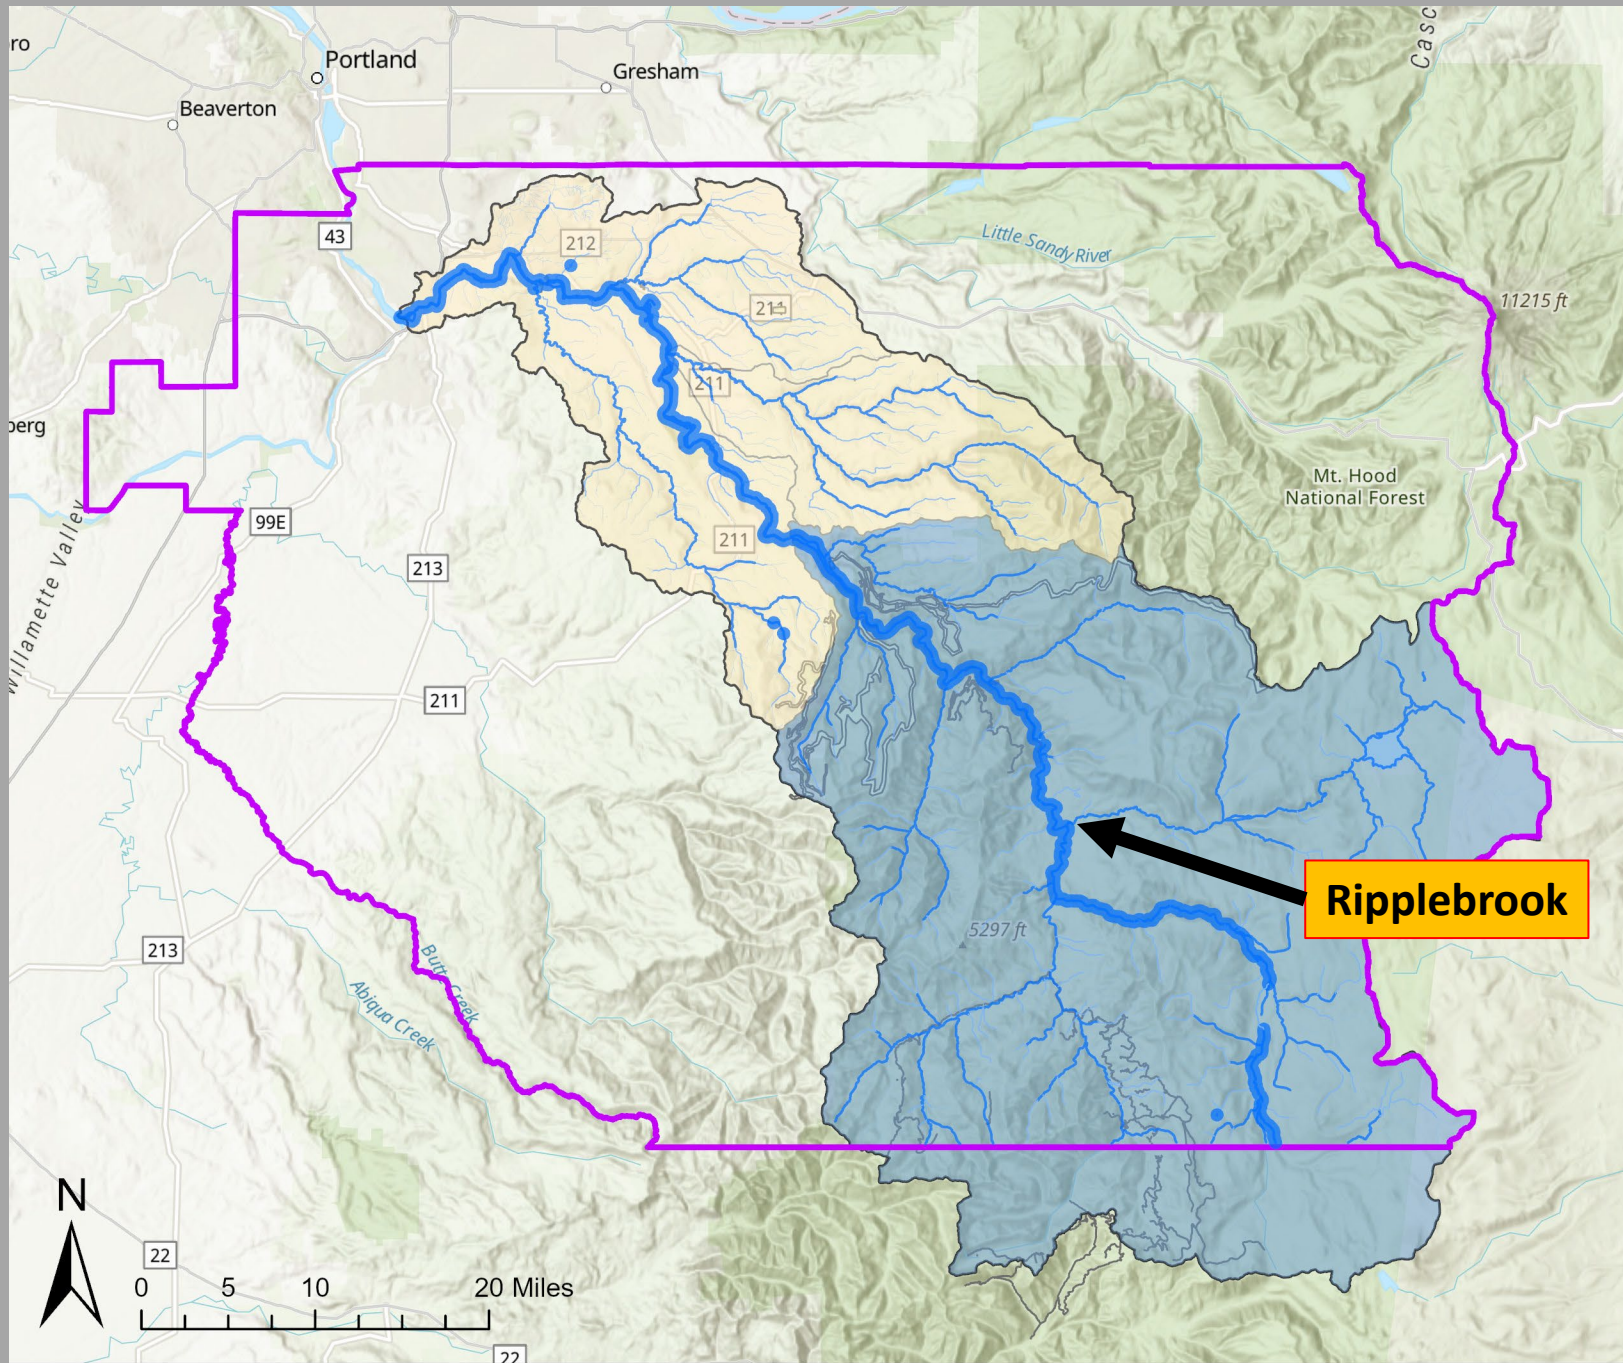 Casc
ro
Portland
Gresham
Beaverton
43
212
Little Sandy River
211
11215 ft
211
berg
Mt. Hood
National Forest
99E
211
213
Willamette Valley
211
Ripplebrook
5297 ft
213
Butte Creek
Abiqua Creek
N
22
0 5 10 20 Miles
22